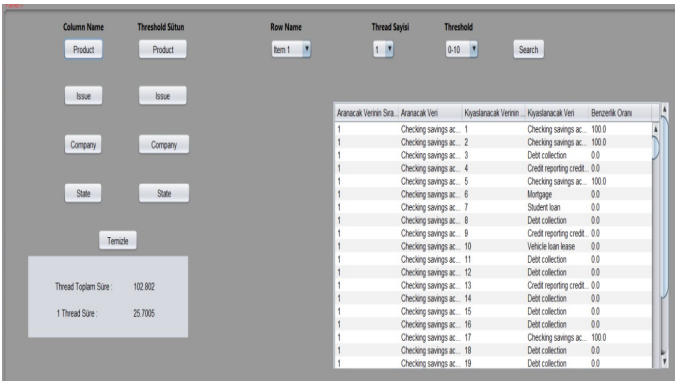 Column Name Threshold Sütun Row Name Thread Sayisi Threshold
Product Product Item 1 1 0-10 Search
Issue Issue
Company Company
State State
Temizle
Thread Toplam Süre : 102.802
1 Thread Süre : 25.7005
Aranacak Verinin Sıra... Aranacak Veri Kıyaslanacak Verinin ... Kıyaslanacak Veri Benzerlik Oranı
1 Checking savings ac... 1 Checking savings ac... 100.0
1 Checking savings ac... 2 Checking savings ac... 100.0
1 Checking savings ac... 3 Debt collection 0.0
1 Checking savings ac... 4 Credit reporting credit... 0.0
1 Checking savings ac... 5 Checking savings ac... 100.0
1 Checking savings ac... 6 Mortgage 0.0
1 Checking savings ac... 7 Student loan 0.0
1 Checking savings ac... 8 Debt collection 0.0
1 Checking savings ac... 9 Credit reporting credit... 0.0
1 Checking savings ac... 10 Vehicle loan lease 0.0
1 Checking savings ac... 11 Debt collection 0.0
1 Checking savings ac... 12 Debt collection 0.0
1 Checking savings ac... 13 Credit reporting credit... 0.0
1 Checking savings ac... 14 Debt collection 0.0
1 Checking savings ac... 15 Debt collection 0.0
1 Checking savings ac... 16 Debt collection 0.0
1 Checking savings ac... 17 Checking savings ac... 100.0
1 Checking savings ac... 18 Debt collection 0.0
1 Checking savings ac... 19 Debt collection 0.0